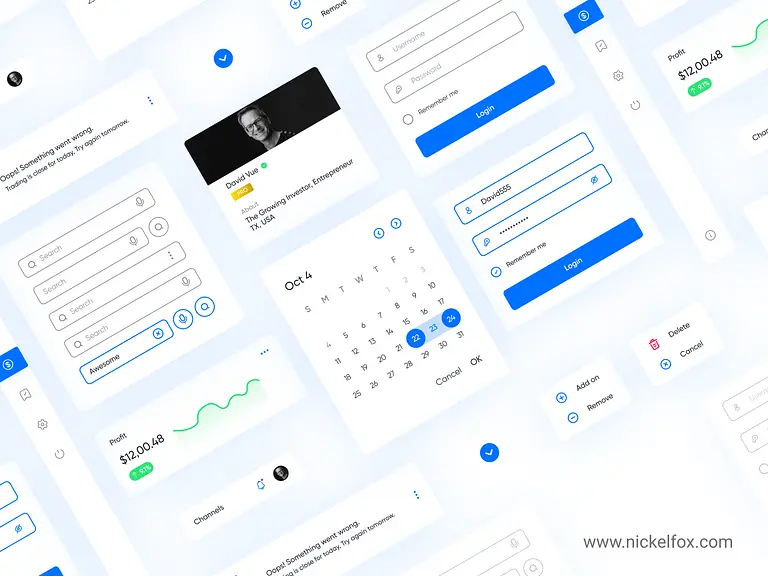 Remove
Username
Password
Remember me
Login
Profit
$12,00.48
9.1%
Oops! Something went wrong.
Trading is close for today. Try again tomorrow.
David Vue
PRO
About
The Growing Investor, Entrepreneur
TX, USA
David555
•••••••••••
Remember me
Login
Search
Search
Search
Search
Awesome
Oct 4
S M T W T F S
1 2 3
4 5 6 7 8 9 10
11 12 13 14 15 16 17
18 19 20 21 22 23 24
25 26 27 28 29 30 31
Cancel OK
Delete
Cancel
Add on
Remove
Profit
$12,00.48
9.1%
Channels
Oops! Something went wrong.
Trading is close for today. Try again tomorrow.
Search
www.nickelfox.com